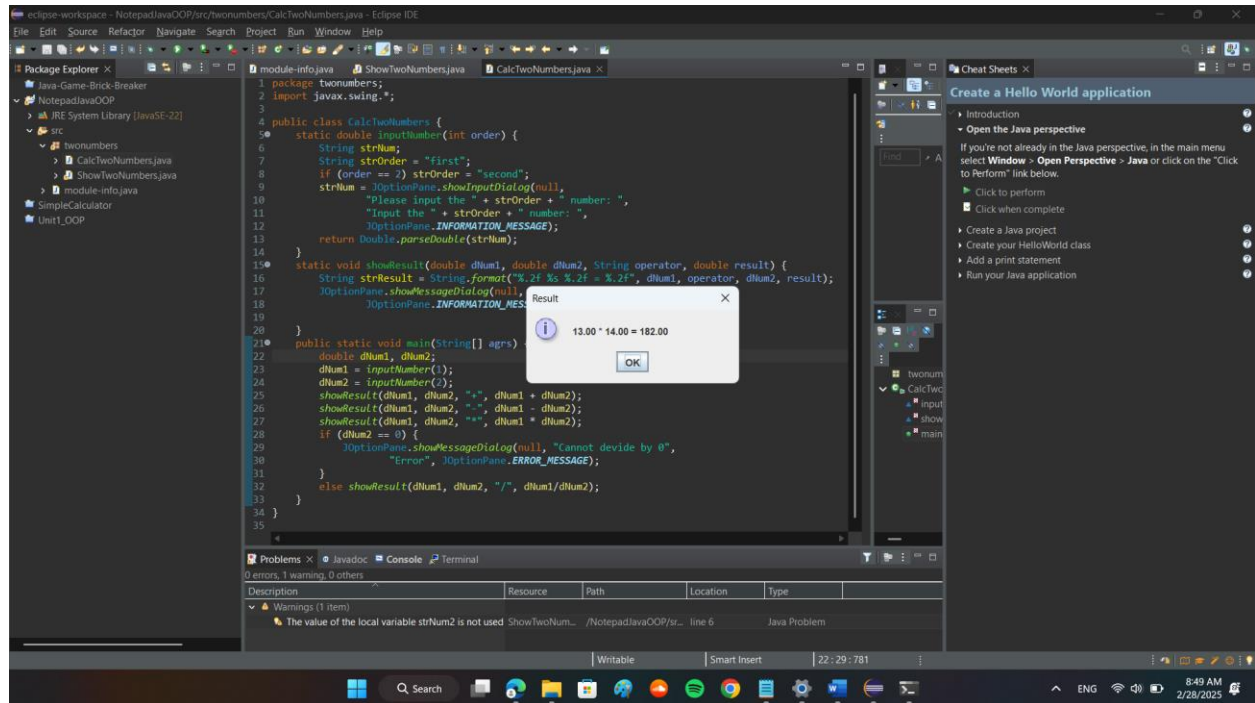 eclipse-workspace - NotepadJavaOOP/src/twonumbers/CalcTwoNumbers.java - Eclipse IDE
File Edit Source Refactor Navigate Search Project Run Window Help
Package Explorer
Java-Game-Brick-Breaker
NotepadJavaOOP
JRE System Library [JavaSE-22]
src
twonumbers
CalcTwoNumbers.java
ShowTwoNumbers.java
module-info.java
SimpleCalculator
Unit1_OOP
module-info.java ShowTwoNumbers.java CalcTwoNumbers.java
1 package twonumbers;
2 import javax.swing.*;
3
4 public class CalcTwoNumbers {
5 static double inputNumber(int order) {
6 String strNum;
7 String strOrder = "first";
8 if (order == 2) strOrder = "second";
9 strNum = JOptionPane.showInputDialog(null,
10 "Please input the " + strOrder + " number: ",
11 "Input the " + strOrder + " number: ",
12 JOptionPane.INFORMATION_MESSAGE);
13 return Double.parseDouble(strNum);
14 }
15 static void showResult(double dNum1, double dNum2, String operator, double result) {
16 String strResult = String.format("%.2f %s %.2f = %.2f", dNum1, operator, dNum2, result);
17 JOptionPane.showMessageDialog(null,
18 JOptionPane.INFORMATION_MES
19
20 }
21 public static void main(String[] agrs)
22 double dNum1, dNum2;
23 dNum1 = inputNumber(1);
24 dNum2 = inputNumber(2);
25 showResult(dNum1, dNum2, "+", dNum1 + dNum2);
26 showResult(dNum1, dNum2, "-", dNum1 - dNum2);
27 showResult(dNum1, dNum2, "*", dNum1 * dNum2);
28 if (dNum2 == 0) {
29 JOptionPane.showMessageDialog(null, "Cannot devide by 0",
30 "Error", JOptionPane.ERROR_MESSAGE);
31 }
32 else showResult(dNum1, dNum2, "/", dNum1/dNum2);
33 }
34 }
35
Result
13.00 * 14.00 = 182.00
OK
Find A
twonum
CalcTwo
input
show
main
Cheat Sheets
Create a Hello World application
Introduction
Open the Java perspective
If you're not already in the Java perspective, in the main menu
select Window > Open Perspective > Java or click on the "Click
to Perform" link below.
Click to perform
Click when complete
Create a Java project
Create your HelloWorld class
Add a print statement
Run your Java application
Problems Javadoc Console Terminal
0 errors, 1 warning, 0 others
Description Resource Path Location Type
Warnings (1 item)
The value of the local variable strNum2 is not used ShowTwoNum... /NotepadJavaOOP/sr... line 6 Java Problem
Writable Smart Insert 22 : 29 : 781
Search
ENG
8:49 AM
2/28/2025